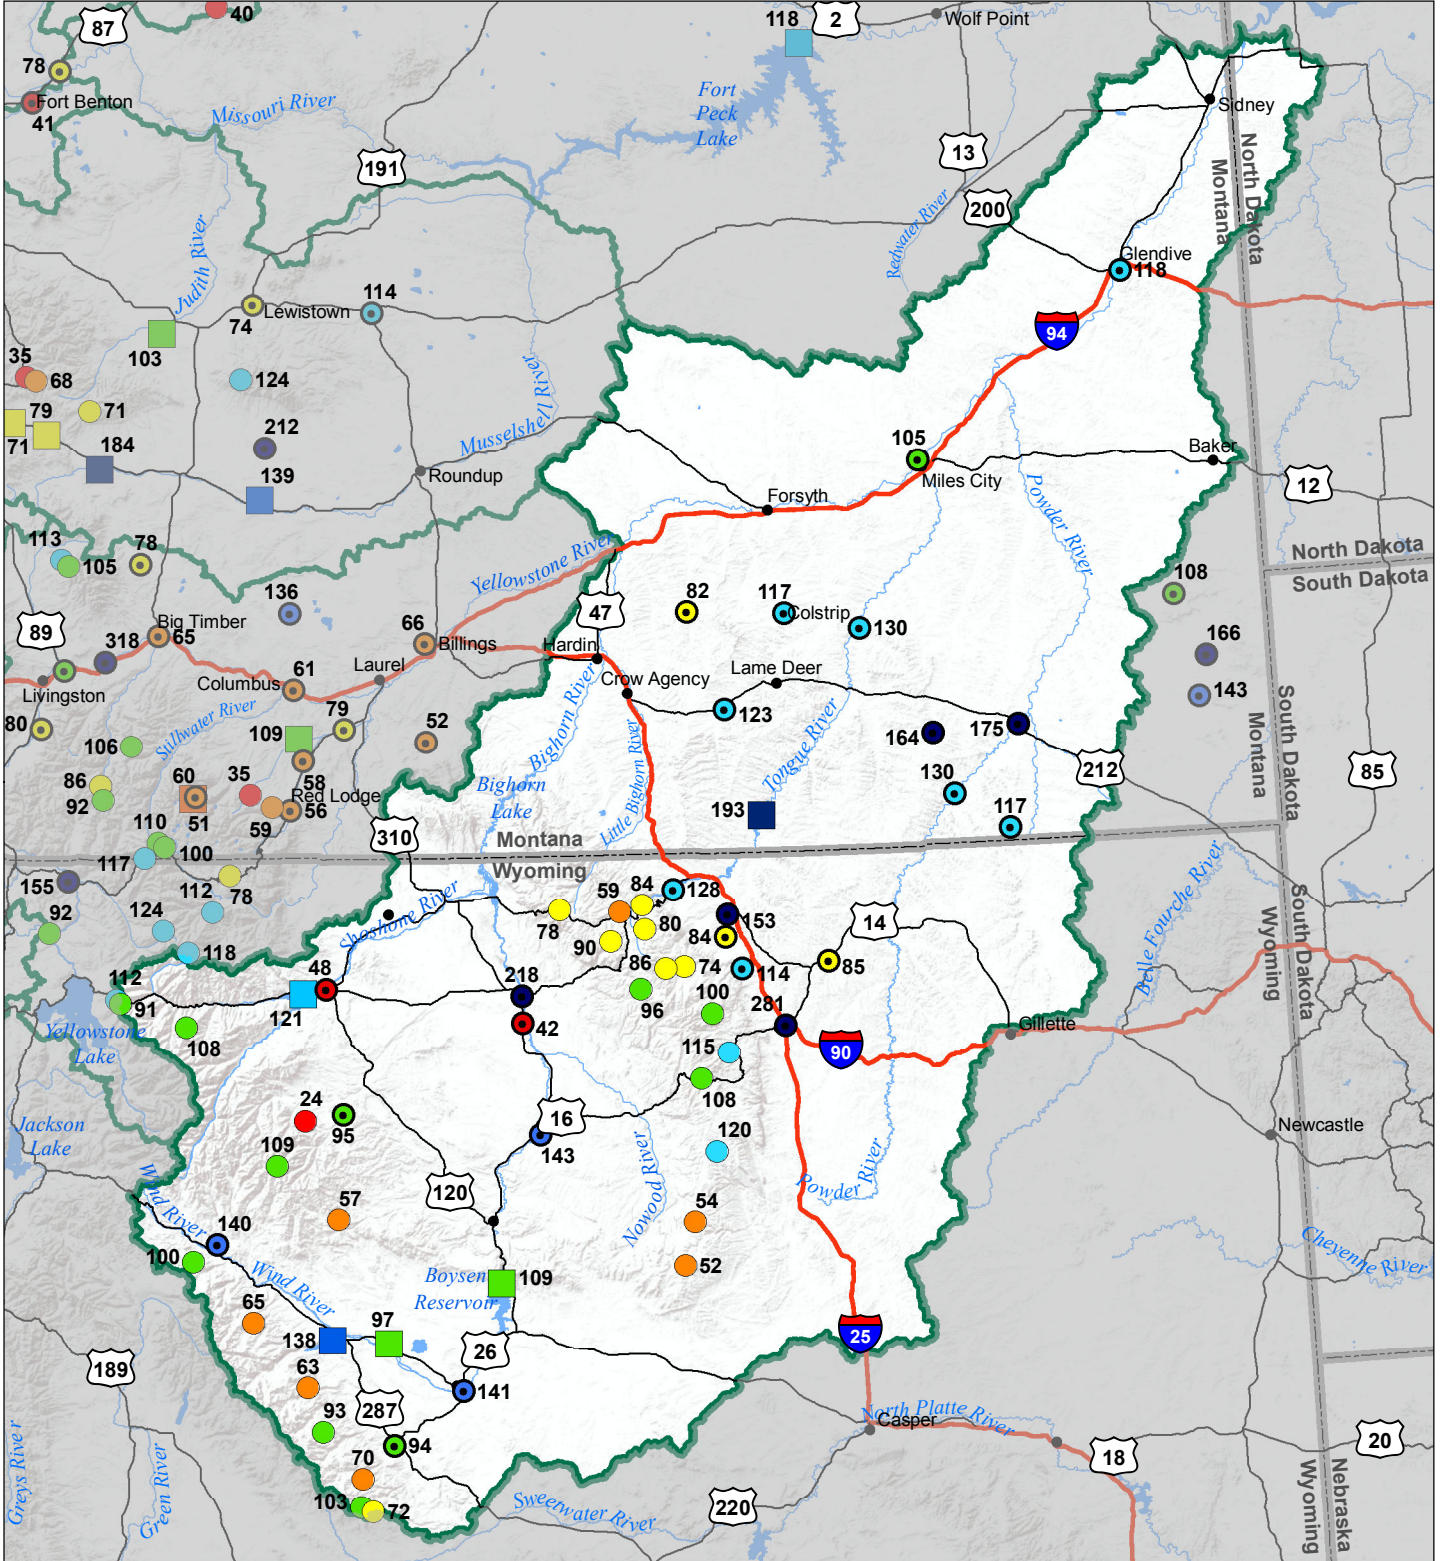 40
87
118
2
Wolf Point
78
Fort Benton
41
Missouri River
Fort
Peck
Lake
Sidney
13
191
North Dakota
Montana
200
Redwater River
Judith River
Glendive
118
114
74
Lewistown
103
94
35
68
124
79
71
71
Musselshell River
212
184
139
Musselshell River
Roundup
105
Miles City
Baker
12
Forsyth
Powder River
113
105
78
Yellowstone River
North Dakota
South Dakota
136
108
89
318
Big Timber
65
66
Billings
47
82
117
Colstrip
130
166
Hardin
Livingston
Columbus
61
Laurel
Crow Agency
Lame Deer
143
South Dakota
Montana
80
Stillwater River
79
52
123
Bighorn River
Little Bighorn River
Tongue River
164
175
106
109
58
212
85
86
92
60
51
35
59
Red Lodge
56
Bighorn
Lake
193
130
117
110
100
117
310
Montana
Wyoming
155
112
78
92
124
118
Shoshone River
78
59
84
128
80
90
153
84
14
85
Belle Fourche River
South Dakota
Wyoming
112
91
48
121
218
86
74
114
96
100
281
Yellowstone
Lake
108
42
115
90
Gillette
108
24
95
16
Jackson
Lake
109
143
120
Newcastle
Wind River
120
Nowood River
Powder River
57
54
140
100
52
Wind River
Boysen
Reservoir
109
Cheyenne River
65
138
97
26
25
189
63
141
287
93
94
North Platte River
Casper
70
18
20
103
72
Sweetwater River
220
Greys River
Green River
Wyoming
Nebraska